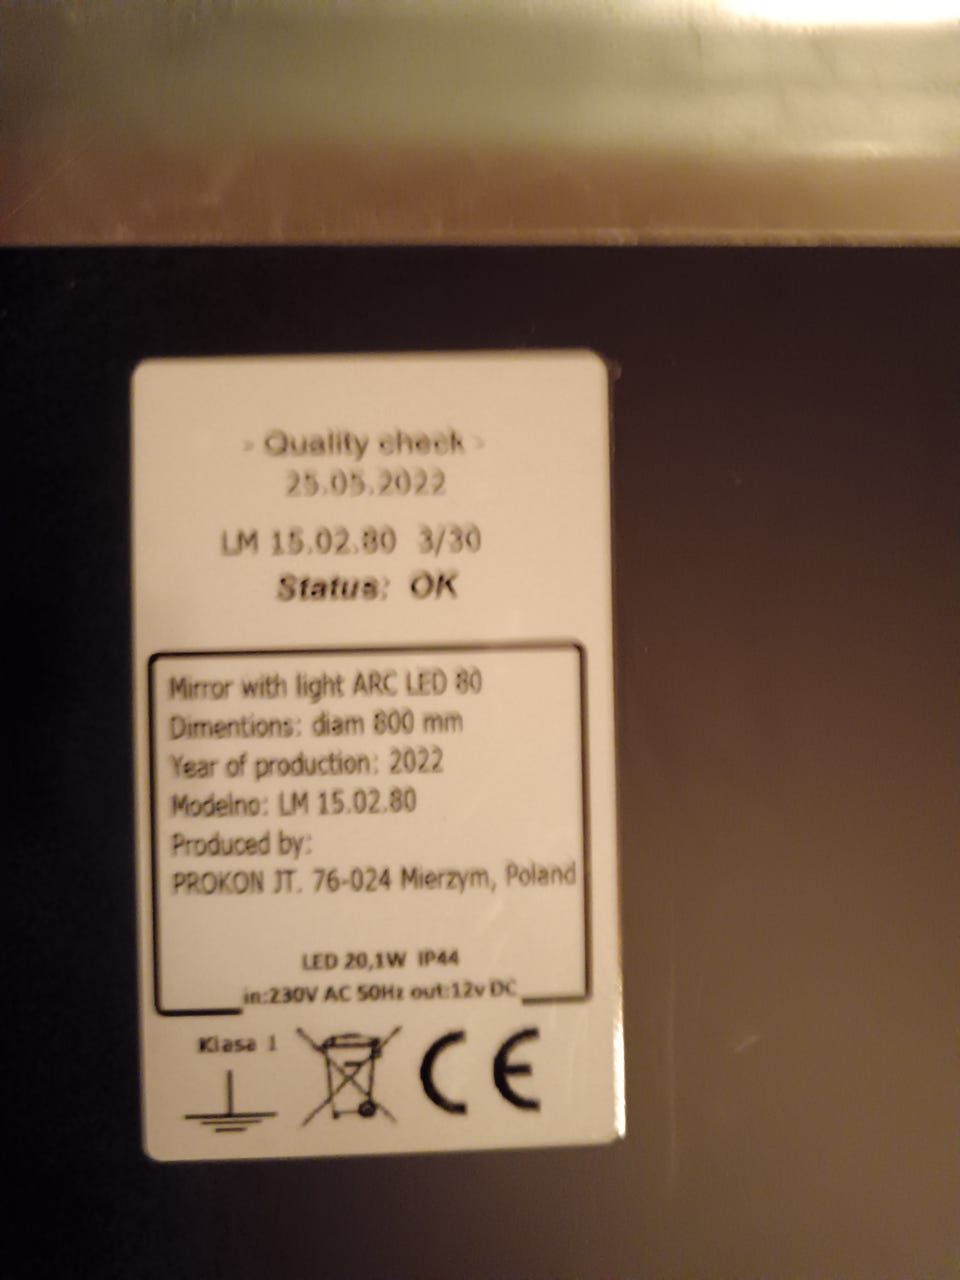 - Quality check -
25.05.2022
LM 15.02.80 3/30
Status: OK
Mirror with light ARC LED 80
Dimentions: diam 800 mm
Year of production: 2022
Modelno: LM 15.02.80
Produced by:
PROKON JT. 76-024 Mierzym, Poland
LED 20,1W IP44
in:230V AC 50Hz out:12v DC
Klasa 1
CE